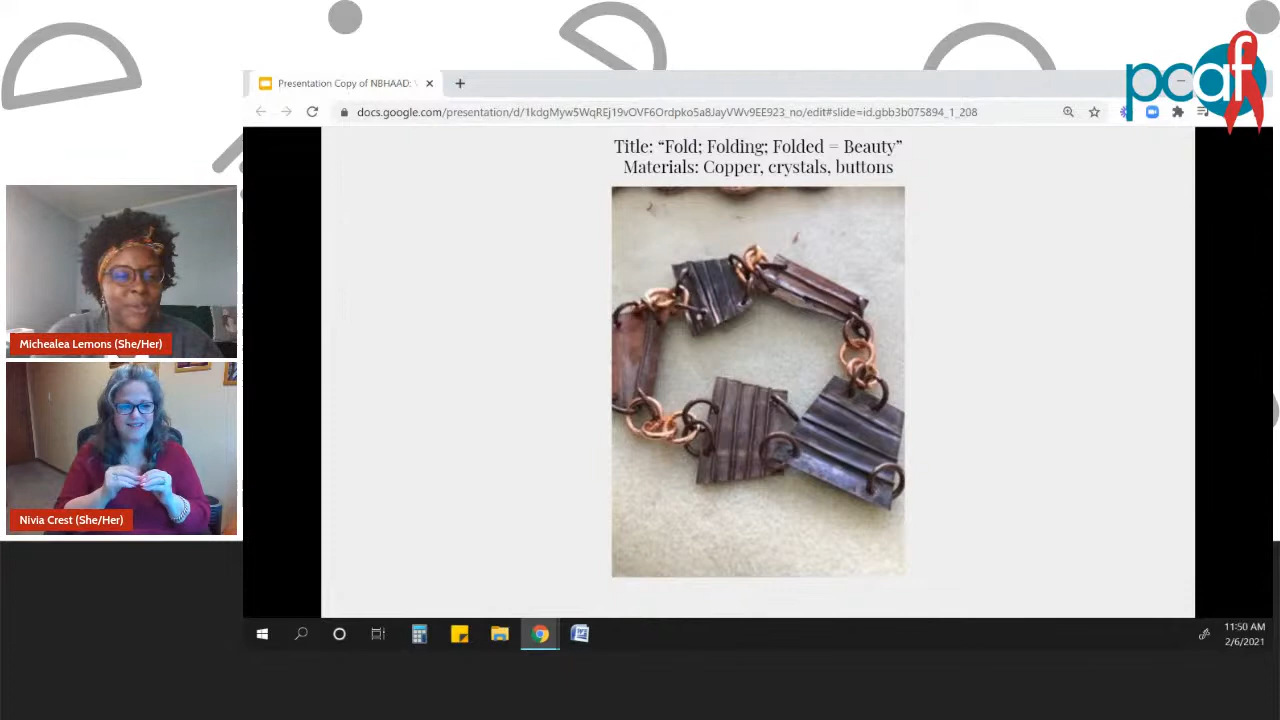 pcaf
Presentation Copy of NBHAAD:
docs.google.com/presentation/d/1kdgMyw5WqREj19vOVF6Ordpko5a8JayVWv9EE923_no/edit#slide=id.gbb3b075894_1_208
Title: “Fold; Folding; Folded = Beauty”
Materials: Copper, crystals, buttons
Michealea Lemons (She/Her)
Nivia Crest (She/Her)
11:50 AM
2/6/2021